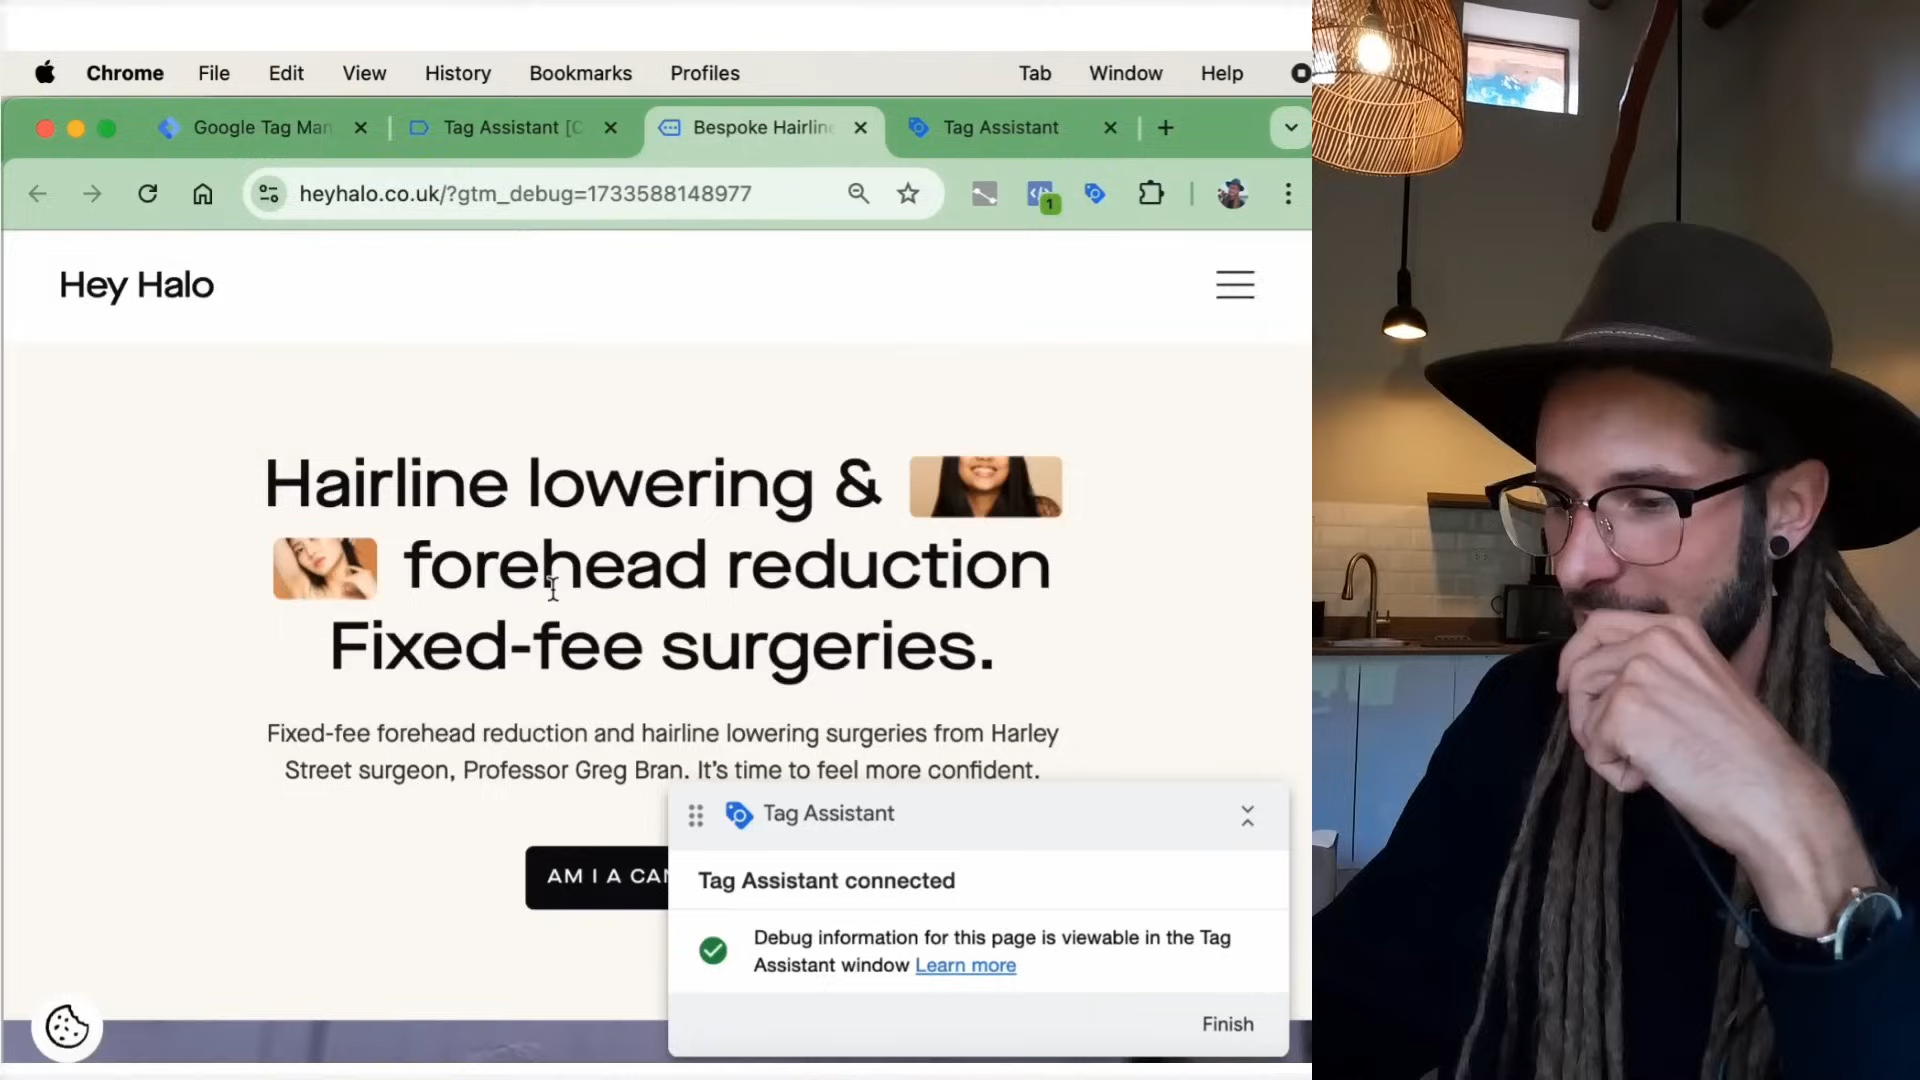 Chrome File Edit View History Bookmarks Profiles Tab Window Help
Google Tag Man
Tag Assistant [C
Bespoke Hairline
Tag Assistant
heyhalo.co.uk/?gtm_debug=1733588148977
1
Hey Halo
Hairline lowering &
forehead reduction
Fixed-fee surgeries.
Fixed-fee forehead reduction and hairline lowering surgeries from Harley
Street surgeon, Professor Greg Bran. It's time to feel more confident.
AM I A CAN
Tag Assistant
Tag Assistant connected
Debug information for this page is viewable in the Tag
Assistant window Learn more
Finish